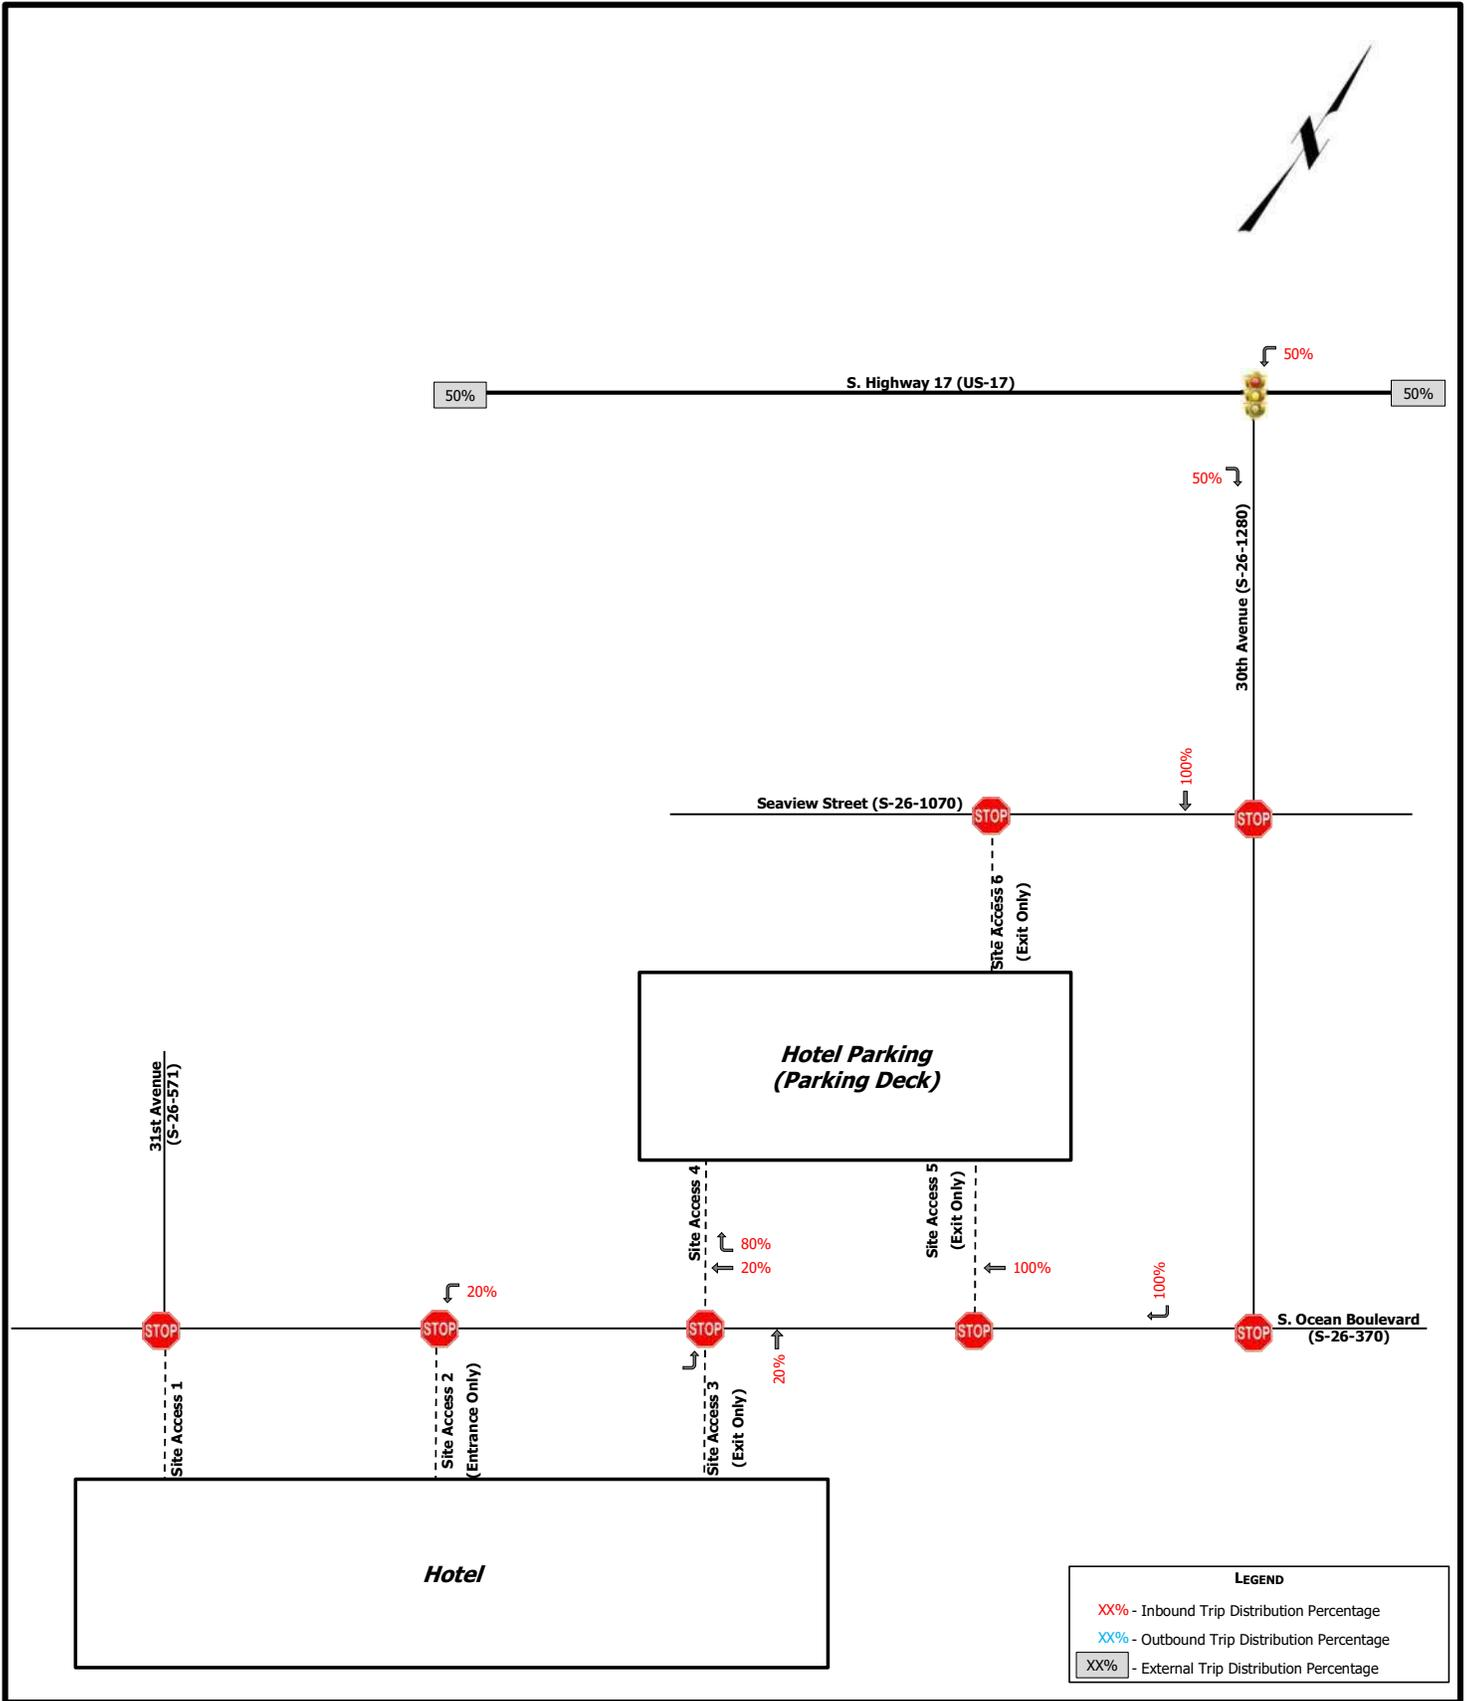 50%
S. Highway 17 (US-17)
50%
50%
50%
30th Avenue (S-26-1280)
100%
Seaview Street (S-26-1070)
STOP
STOP
Site Access 6
(Exit Only)
Hotel Parking
(Parking Deck)
31st Avenue
(S-26-571)
Site Access 4
Site Access 5
(Exit Only)
80%
20%
100%
20%
100%
STOP
STOP
STOP
STOP
STOP
S. Ocean Boulevard
(S-26-370)
20%
Site Access 1
Site Access 2
(Entrance Only)
Site Access 3
(Exit Only)
Hotel
LEGEND
XX% - Inbound Trip Distribution Percentage
XX% - Outbound Trip Distribution Percentage
XX% - External Trip Distribution Percentage